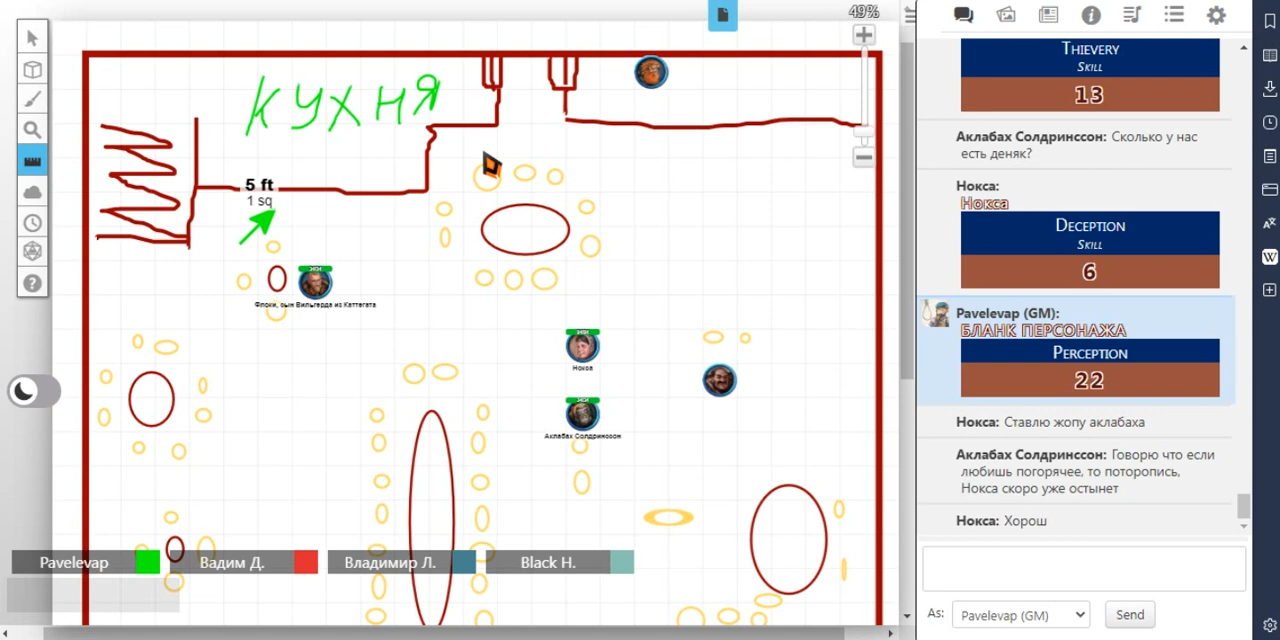 49%
КУХНЯ
5 ft
1 sq
Флоки, сын Вильгерда из Каттегата
Нокса
Аклабах Солдринссон
Pavelevap
Вадим Д.
Владимир Л.
Black H.
THIEVERY
SKILL
13
Аклабах Солдринссон: Сколько у нас
есть деняк?
Нокса:
Нокса
DECEPTION
SKILL
6
Pavelevap (GM):
БЛАНК ПЕРСОНАЖА
PERCEPTION
22
Нокса: Ставлю жопу аклабаха
Аклабах Солдринссон: Говорю что если
любишь погорячее, то поторопись,
Нокса скоро уже остынет
Нокса: Хорош
As:
Pavelevap (GM)
Send